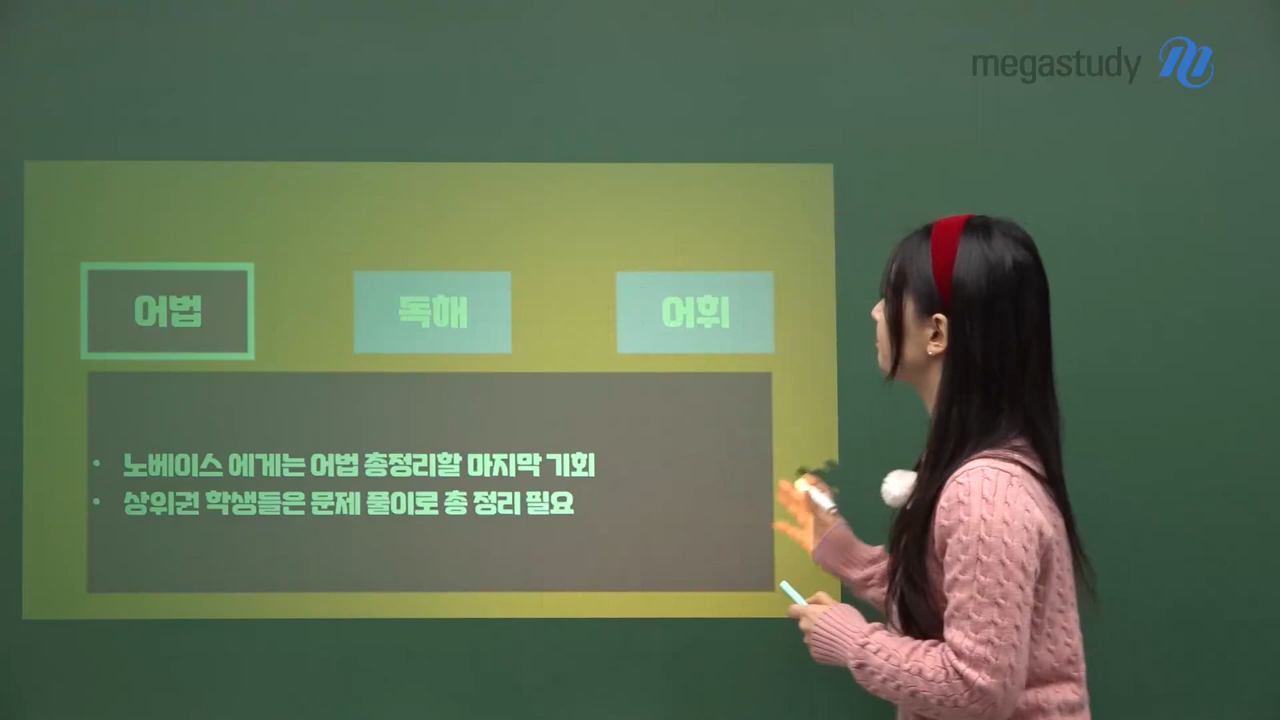 megastudy
어법
독해
어휘
• 노베이스 에게는 어법 총정리할 마지막 기회
• 상위권 학생들은 문제 풀이로 총 정리 필요